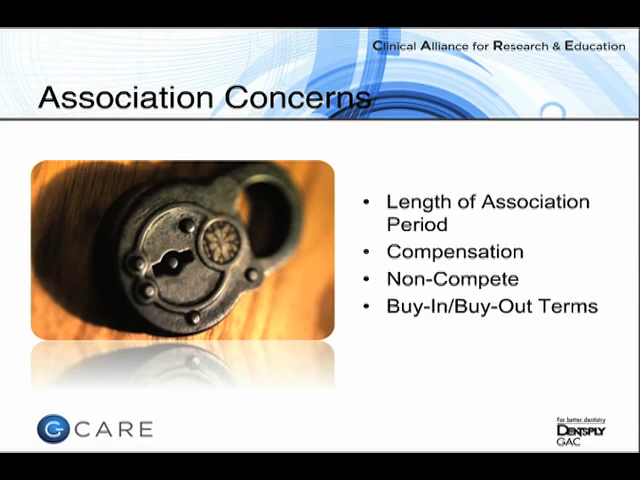 Clinical Alliance for Research & Education
Association Concerns
• Length of Association
Period
• Compensation
• Non-Compete
• Buy-In/Buy-Out Terms
G CARE
For better dentistry
DENTSPLY
GAC